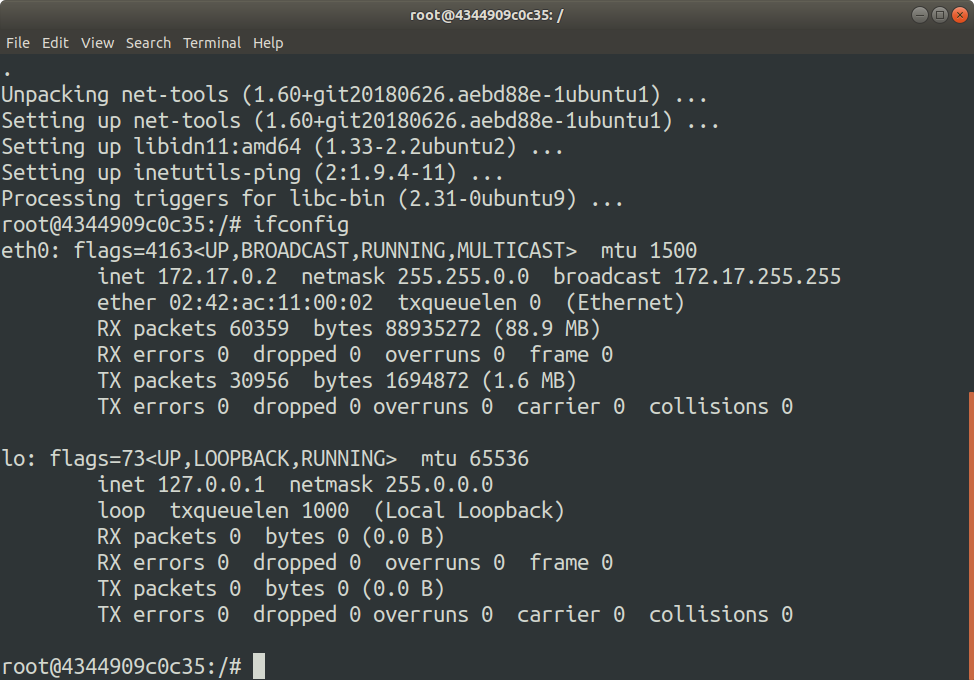 root@4344909c0c35: /
File Edit View Search Terminal Help
.
Unpacking net-tools (1.60+git20180626.aebd88e-1ubuntu1) ...
Setting up net-tools (1.60+git20180626.aebd88e-1ubuntu1) ...
Setting up libidn11:amd64 (1.33-2.2ubuntu2) ...
Setting up inetutils-ping (2:1.9.4-11) ...
Processing triggers for libc-bin (2.31-0ubuntu9) ...
root@4344909c0c35:/# ifconfig
eth0: flags=4163<UP,BROADCAST,RUNNING,MULTICAST>  mtu 1500
        inet 172.17.0.2  netmask 255.255.0.0  broadcast 172.17.255.255
        ether 02:42:ac:11:00:02  txqueuelen 0  (Ethernet)
        RX packets 60359  bytes 88935272 (88.9 MB)
        RX errors 0  dropped 0  overruns 0  frame 0
        TX packets 30956  bytes 1694872 (1.6 MB)
        TX errors 0  dropped 0 overruns 0  carrier 0  collisions 0

lo: flags=73<UP,LOOPBACK,RUNNING>  mtu 65536
        inet 127.0.0.1  netmask 255.0.0.0
        loop  txqueuelen 1000  (Local Loopback)
        RX packets 0  bytes 0 (0.0 B)
        RX errors 0  dropped 0  overruns 0  frame 0
        TX packets 0  bytes 0 (0.0 B)
        TX errors 0  dropped 0 overruns 0  carrier 0  collisions 0

root@4344909c0c35:/#